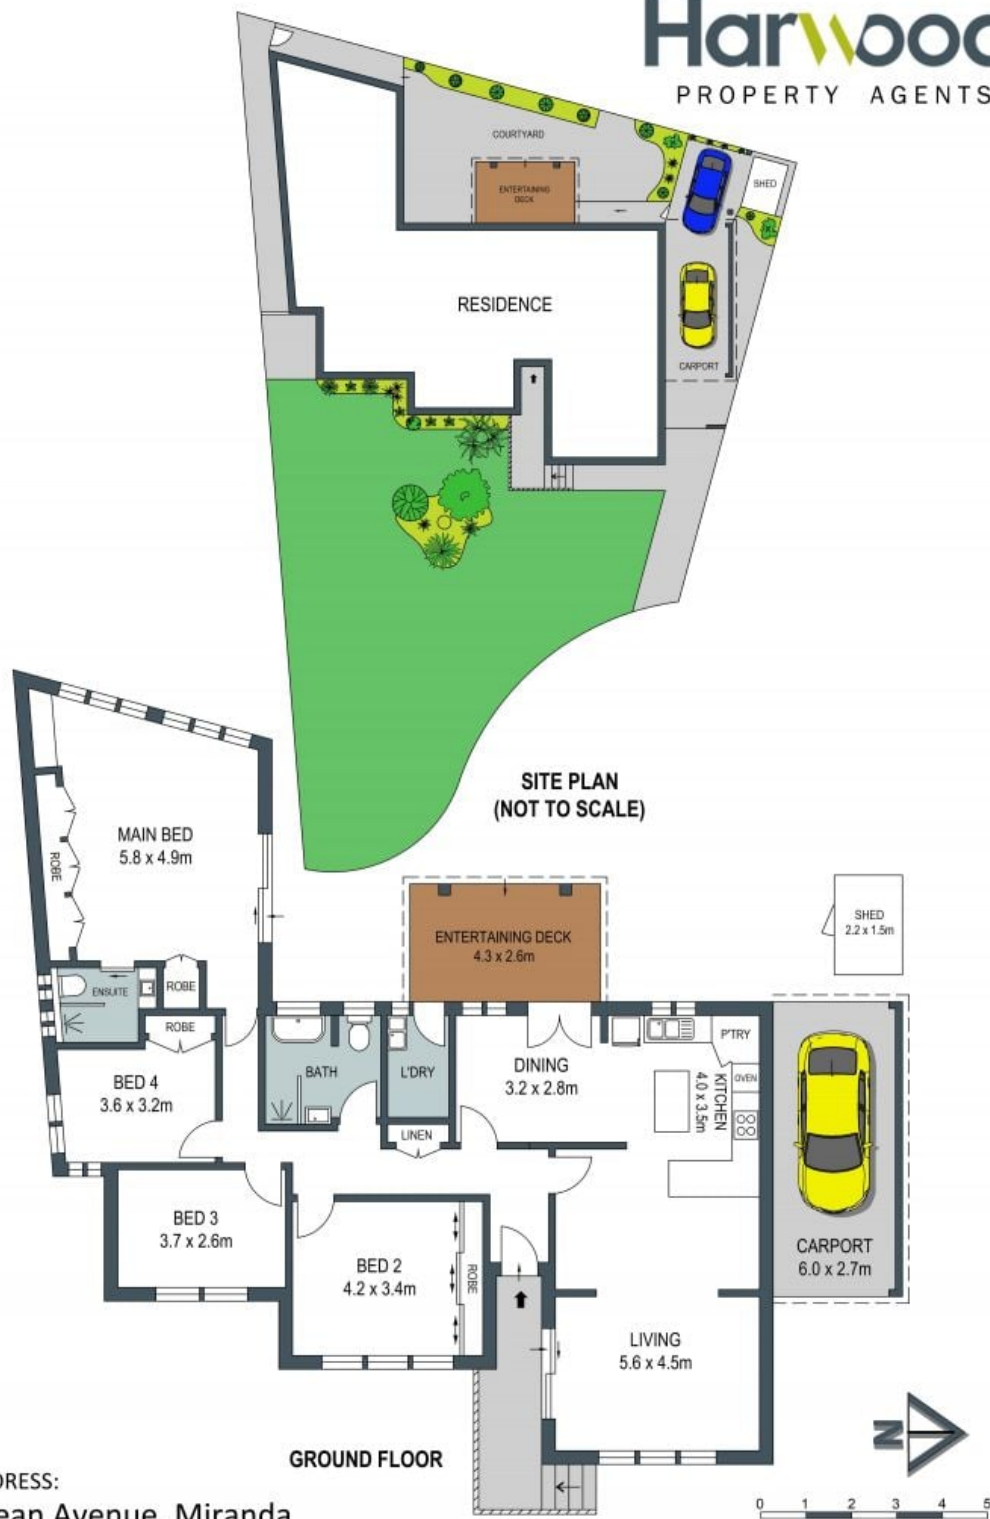 Harwood
PROPERTY AGENTS
COURTYARD
ENTERTAINING
DECK
SHED
RESIDENCE
CARPORT
SITE PLAN
(NOT TO SCALE)
MAIN BED
5.8 x 4.9m
ROBE
ENTERTAINING DECK
4.3 x 2.6m
SHED
2.2 x 1.5m
ENSUITE
ROBE
ROBE
BED 4
3.6 x 3.2m
BATH
L'DRY
DINING
3.2 x 2.8m
P'TRY
OVEN
KITCHEN
4.0 x 3.5m
LINEN
BED 3
3.7 x 2.6m
BED 2
4.2 x 3.4m
ROBE
CARPORT
6.0 x 2.7m
LIVING
5.6 x 4.5m
GROUND FLOOR
N
0 1 2 3 4 5
Avenue, Miranda